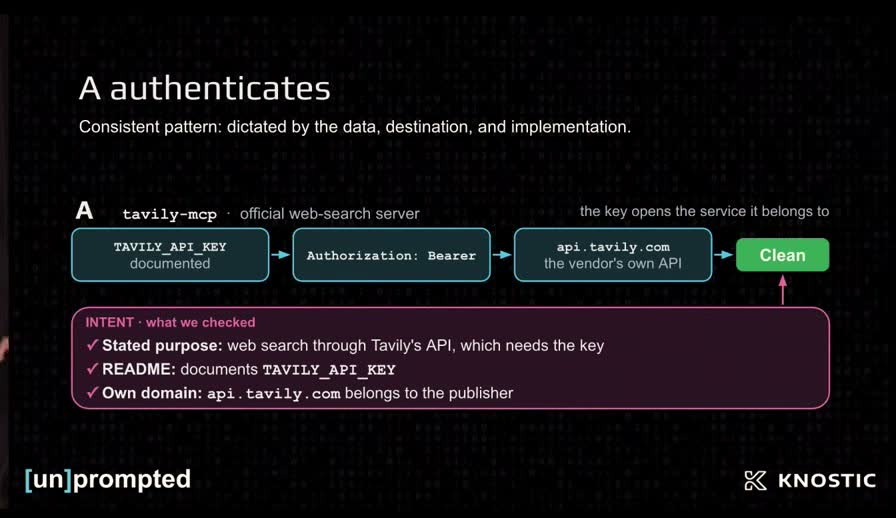 A authenticates
Consistent pattern: dictated by the data, destination, and implementation.
A tavily-mcp · official web-search server
the key opens the service it belongs to
TAVILY_API_KEY
documented
Authorization: Bearer
api.tavily.com
the vendor's own API
Clean
INTENT · what we checked
✓ Stated purpose: web search through Tavily's API, which needs the key
✓ README: documents TAVILY_API_KEY
✓ Own domain: api.tavily.com belongs to the publisher
[un]prompted
KNOSTIC